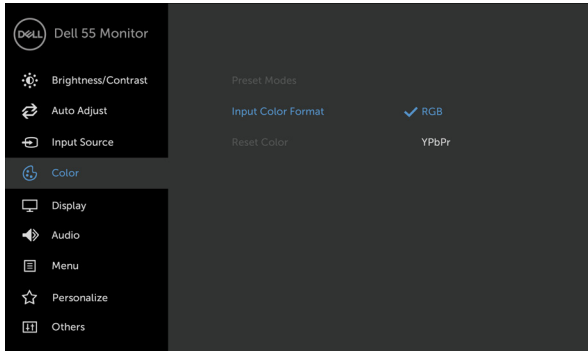 DELL Dell 55 Monitor
Brightness/Contrast
Auto Adjust
Input Source
Color
Display
Audio
Menu
Personalize
Others
Preset Modes
Input Color Format RGB
Reset Color YPbPr